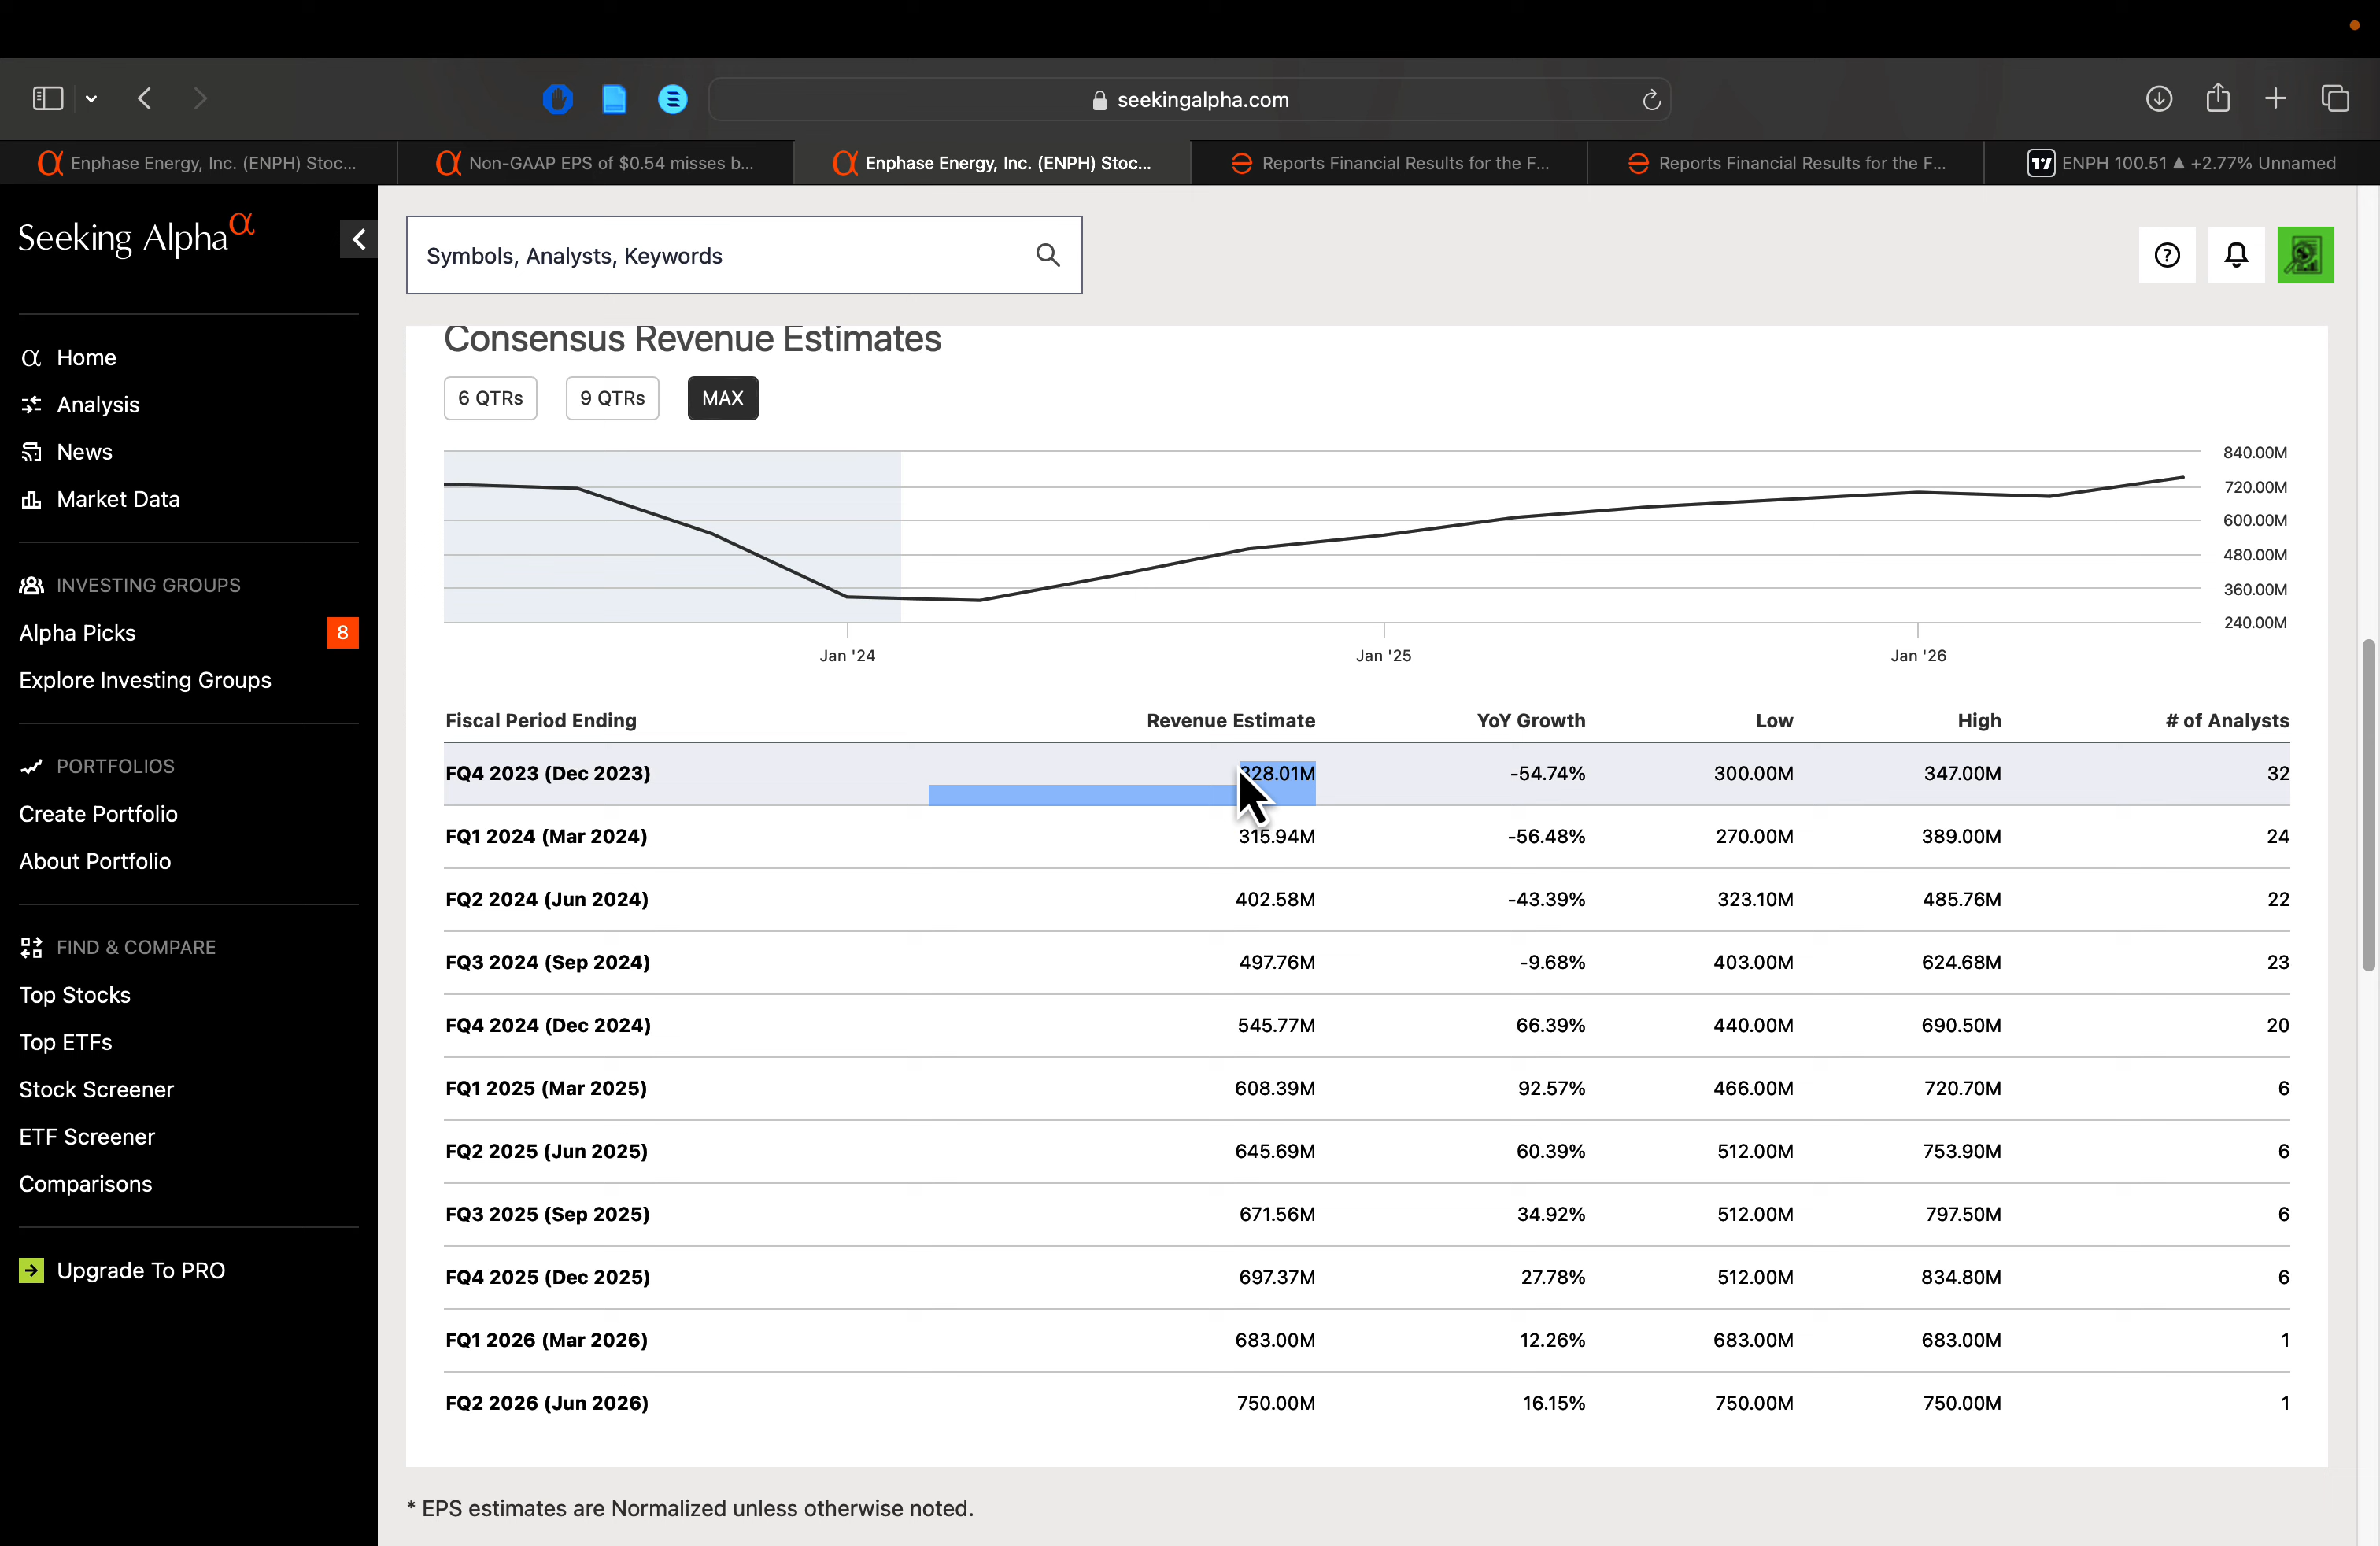 seekingalpha.com
Enphase Energy, Inc. (ENPH) Stoc...
Non-GAAP EPS of $0.54 misses b...
Enphase Energy, Inc. (ENPH) Stoc...
Reports Financial Results for the F...
Reports Financial Results for the F...
ENPH 100.51 ▲ +2.77% Unnamed
Seeking Alpha α
Symbols, Analysts, Keywords
Home
Analysis
News
Market Data
INVESTING GROUPS
Alpha Picks 8
Explore Investing Groups
PORTFOLIOS
Create Portfolio
About Portfolio
FIND & COMPARE
Top Stocks
Top ETFs
Stock Screener
ETF Screener
Comparisons
Upgrade To PRO
Consensus Revenue Estimates
6 QTRs 9 QTRs MAX
840.00M
720.00M
600.00M
480.00M
360.00M
240.00M
Jan '24 Jan '25 Jan '26
Fiscal Period Ending Revenue Estimate YoY Growth Low High # of Analysts
FQ4 2023 (Dec 2023) 328.01M -54.74% 300.00M 347.00M 32
FQ1 2024 (Mar 2024) 315.94M -56.48% 270.00M 389.00M 24
FQ2 2024 (Jun 2024) 402.58M -43.39% 323.10M 485.76M 22
FQ3 2024 (Sep 2024) 497.76M -9.68% 403.00M 624.68M 23
FQ4 2024 (Dec 2024) 545.77M 66.39% 440.00M 690.50M 20
FQ1 2025 (Mar 2025) 608.39M 92.57% 466.00M 720.70M 6
FQ2 2025 (Jun 2025) 645.69M 60.39% 512.00M 753.90M 6
FQ3 2025 (Sep 2025) 671.56M 34.92% 512.00M 797.50M 6
FQ4 2025 (Dec 2025) 697.37M 27.78% 512.00M 834.80M 6
FQ1 2026 (Mar 2026) 683.00M 12.26% 683.00M 683.00M 1
FQ2 2026 (Jun 2026) 750.00M 16.15% 750.00M 750.00M 1
* EPS estimates are Normalized unless otherwise noted.